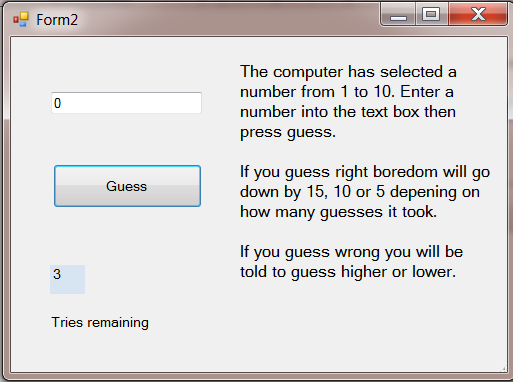 Form2
0
Guess
3
Tries remaining
The computer has selected a
number from 1 to 10. Enter a
number into the text box then
press guess.
If you guess right boredom will go
down by 15, 10 or 5 depening on
how many guesses it took.
If you guess wrong you will be
told to guess higher or lower.